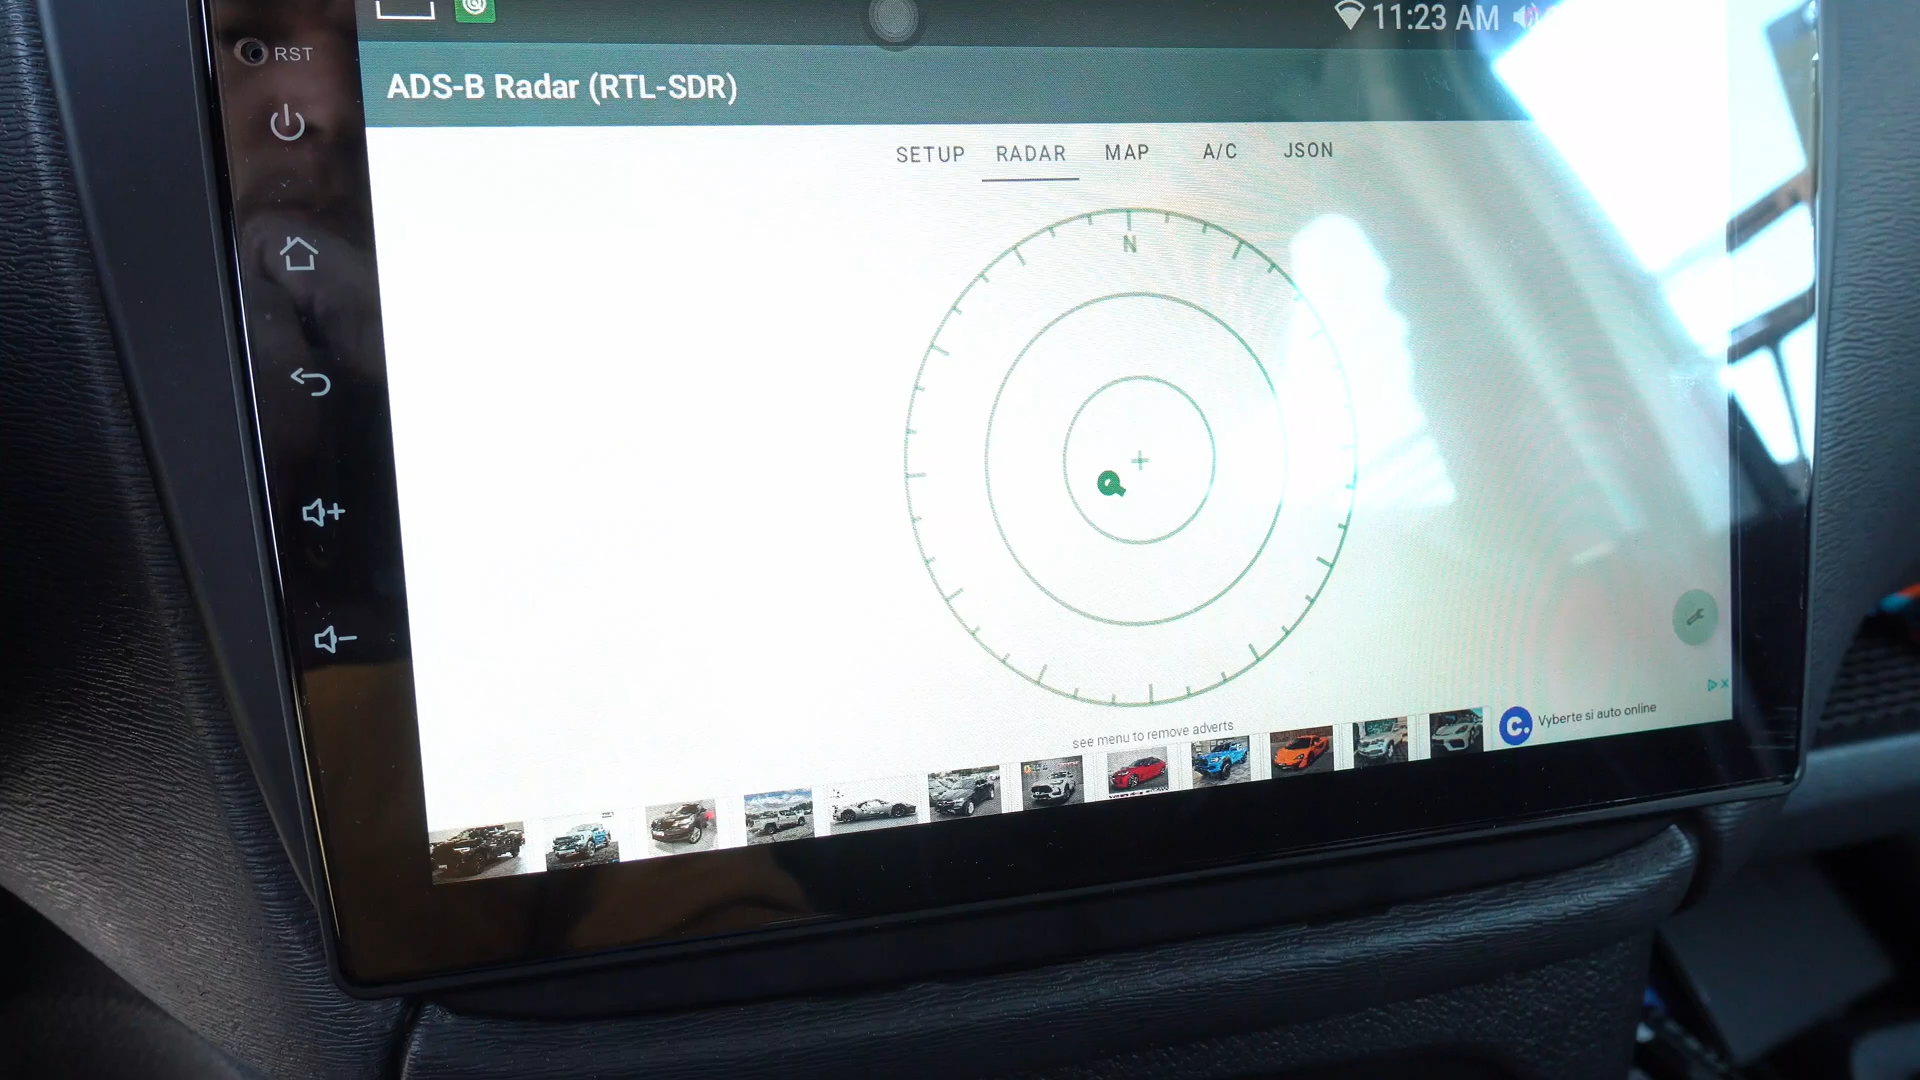 11:23 AM
RST
ADS-B Radar (RTL-SDR)
SETUP RADAR MAP A/C JSON
N
see menu to remove adverts
C. Vyberte si auto online